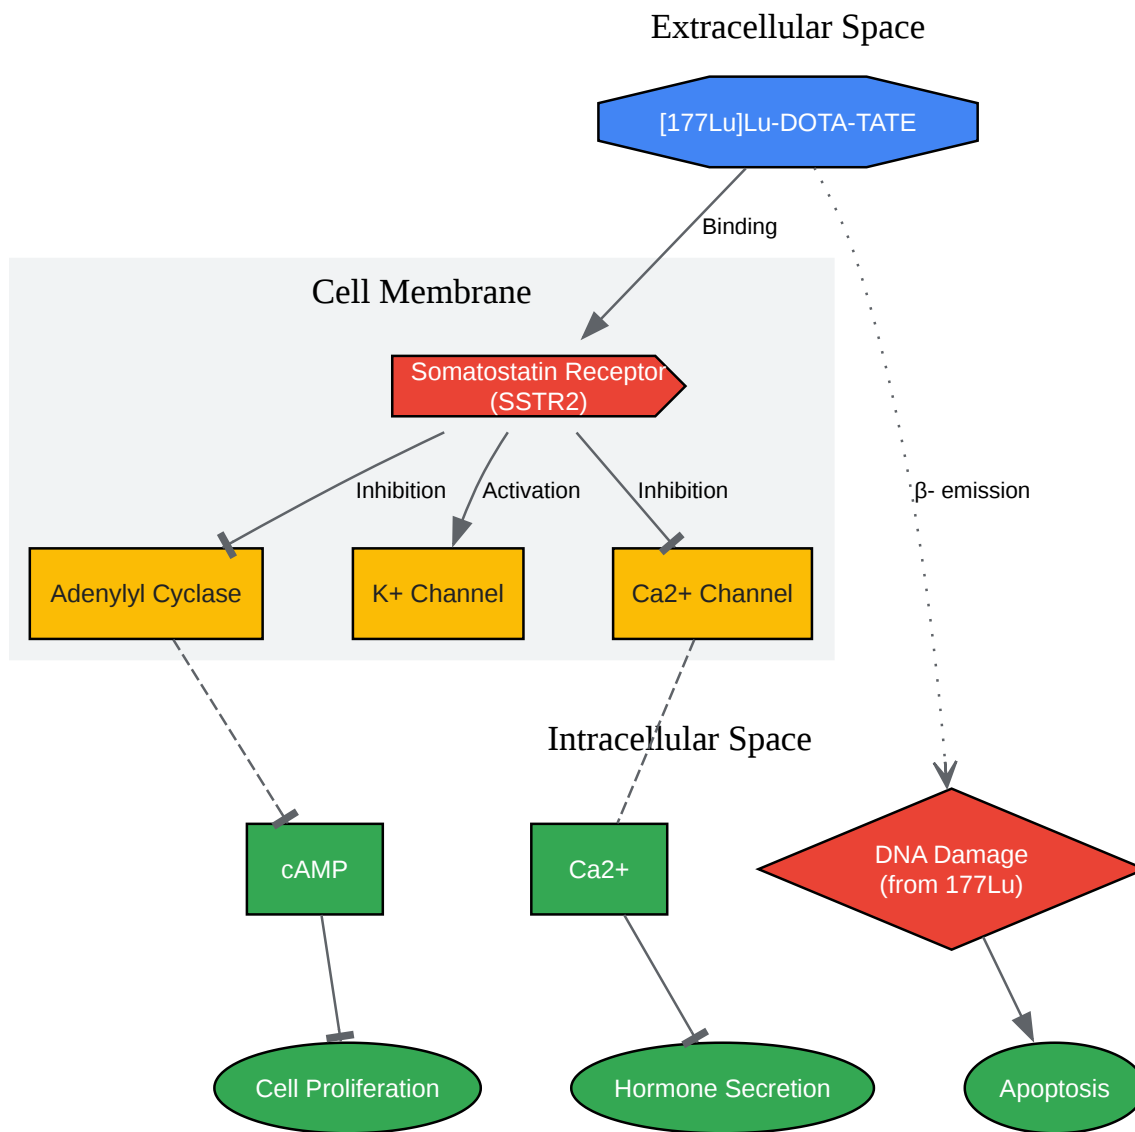 Extracellular Space
[177Lu]Lu-DOTA-TATE
Binding
Cell Membrane
Somatostatin Receptor
(SSTR2)
Inhibition
Activation
Inhibition
β- emission
Adenylyl Cyclase
K+ Channel
Ca2+ Channel
Intracellular Space
cAMP
Ca2+
DNA Damage
(from 177Lu)
Cell Proliferation
Hormone Secretion
Apoptosis